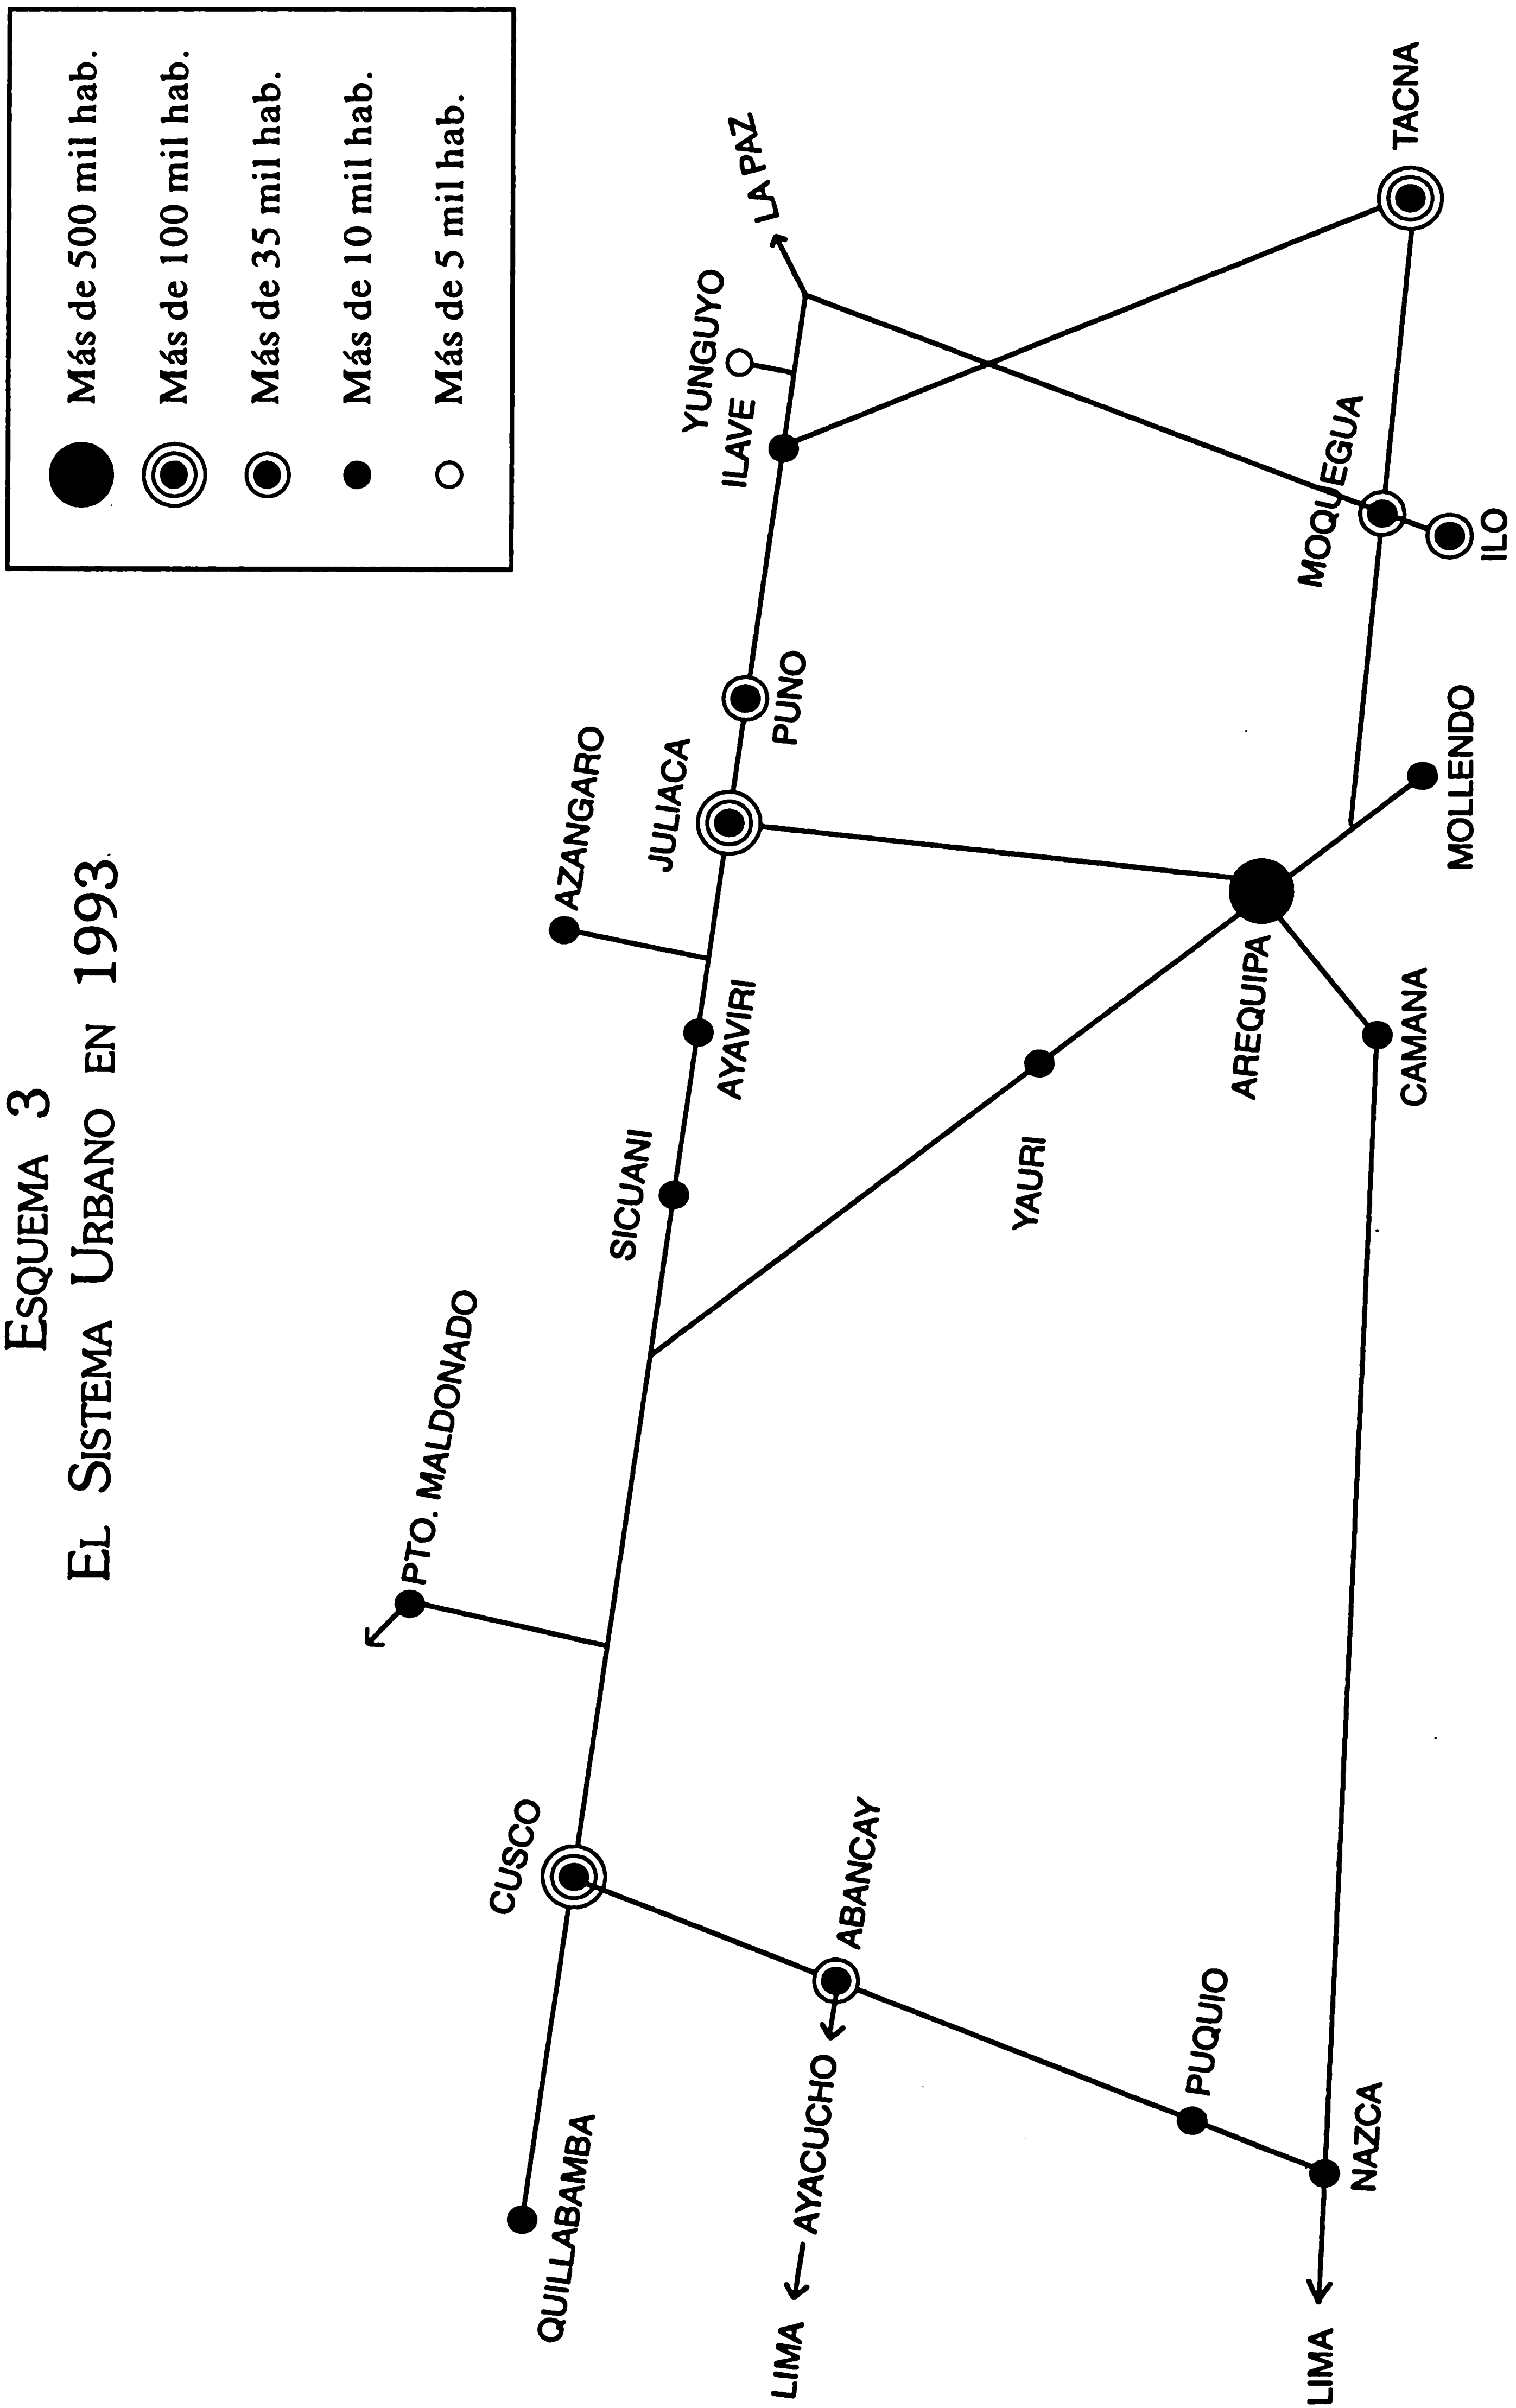 ESQUEMA 3
EL SISTEMA URBANO EN 1993
Más de 500 mil hab.
Más de 100 mil hab.
Más de 35 mil hab.
Más de 10 mil hab.
Más de 5 mil hab.
QUILLABAMBA
CUSCO
PTO. MALDONADO
SICUANI
AYAVIRI
AZANGARO
JULIACA
PUNO
ILAVE
YUNGUYO
LA PAZ
LIMA
AYACUCHO
ABANCAY
PUQUIO
YAURI
AREQUIPA
MOQUEGUA
TACNA
LIMA
NAZCA
CAMANA
MOLLENDO
ILO